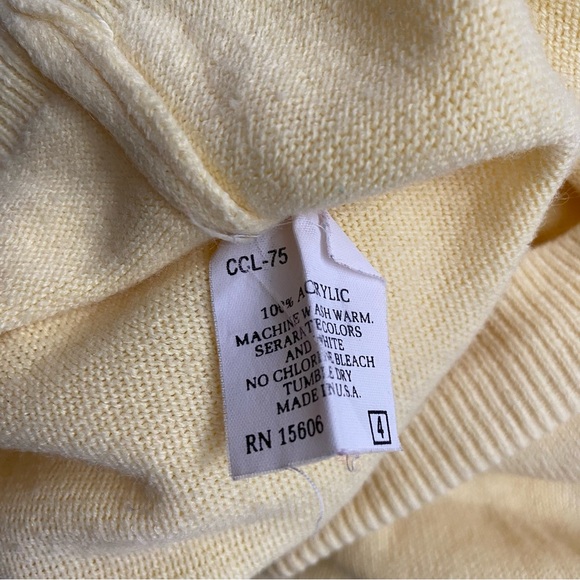 CCL-75
100% ACRYLIC
MACHINE WASH WARM.
SERARATE COLORS
AND WHITE
NO CHLORINE BLEACH
TUMBLE DRY
MADE IN U.S.A.
RN 15606 4